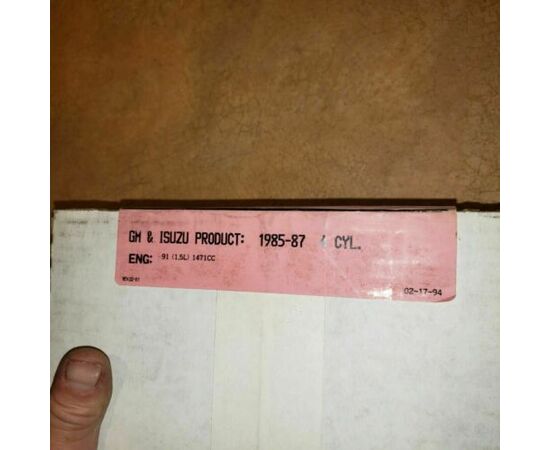 GM & ISUZU PRODUCT: 1985-87 4 CYL.
ENG: 91 (1.5L) 1471CC
02-17-94